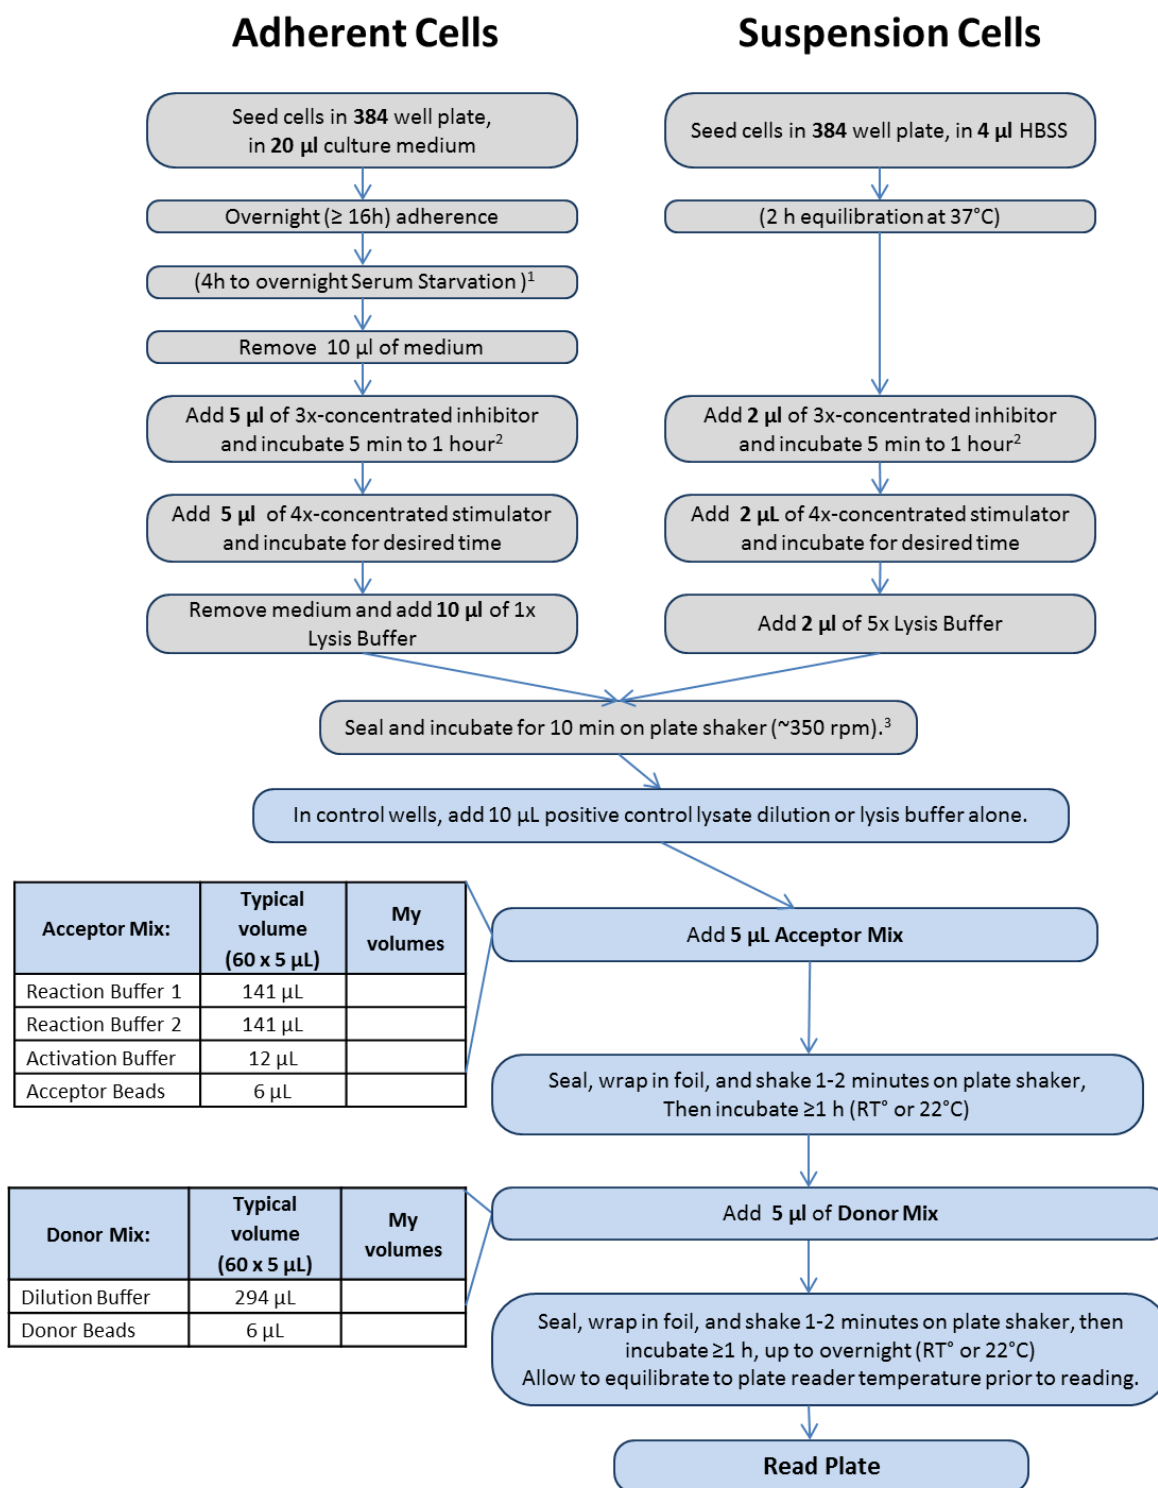 Adherent Cells
Suspension Cells
Seed cells in 384 well plate,
in 20 µl culture medium
Seed cells in 384 well plate, in 4 µl HBSS
Overnight (≥ 16h) adherence
(2 h equilibration at 37°C)
(4h to overnight Serum Starvation )1
Remove 10 µl of medium
Add 5 µl of 3x-concentrated inhibitor
and incubate 5 min to 1 hour2
Add 2 µl of 3x-concentrated inhibitor
and incubate 5 min to 1 hour2
Add 5 µl of 4x-concentrated stimulator
and incubate for desired time
Add 2 µL of 4x-concentrated stimulator
and incubate for desired time
Remove medium and add 10 µl of 1x
Lysis Buffer
Add 2 µl of 5x Lysis Buffer
Seal and incubate for 10 min on plate shaker (~350 rpm).3
In control wells, add 10 µL positive control lysate dilution or lysis buffer alone.
Acceptor Mix:
Typical
volume
(60 x 5 µL)
My
volumes
Reaction Buffer 1
141 µL
Reaction Buffer 2
141 µL
Activation Buffer
12 µL
Acceptor Beads
6 µL
Add 5 µL Acceptor Mix
Seal, wrap in foil, and shake 1-2 minutes on plate shaker,
Then incubate ≥1 h (RT° or 22°C)
Donor Mix:
Typical
volume
(60 x 5 µL)
My
volumes
Dilution Buffer
294 µL
Donor Beads
6 µL
Add 5 µl of Donor Mix
Seal, wrap in foil, and shake 1-2 minutes on plate shaker, then
incubate ≥1 h, up to overnight (RT° or 22°C)
Allow to equilibrate to plate reader temperature prior to reading.
Read Plate